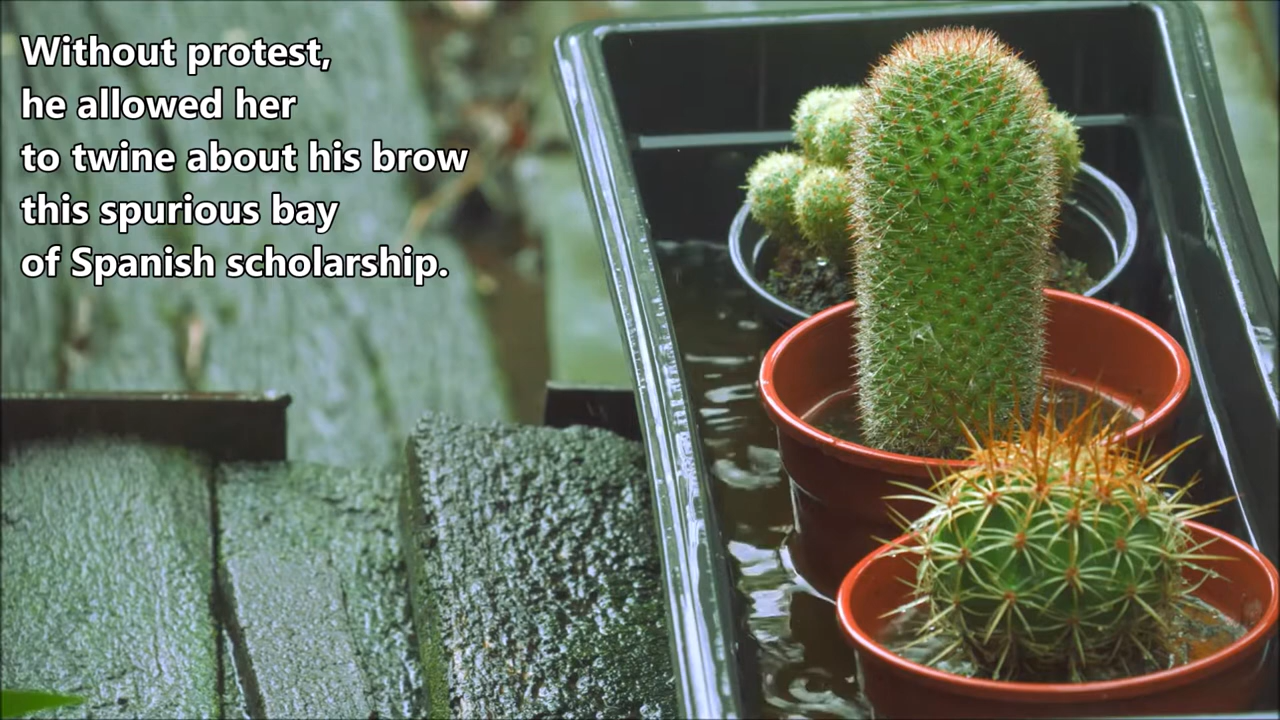 Without protest,
he allowed her
to twine about his brow
this spurious bay
of Spanish scholarship.